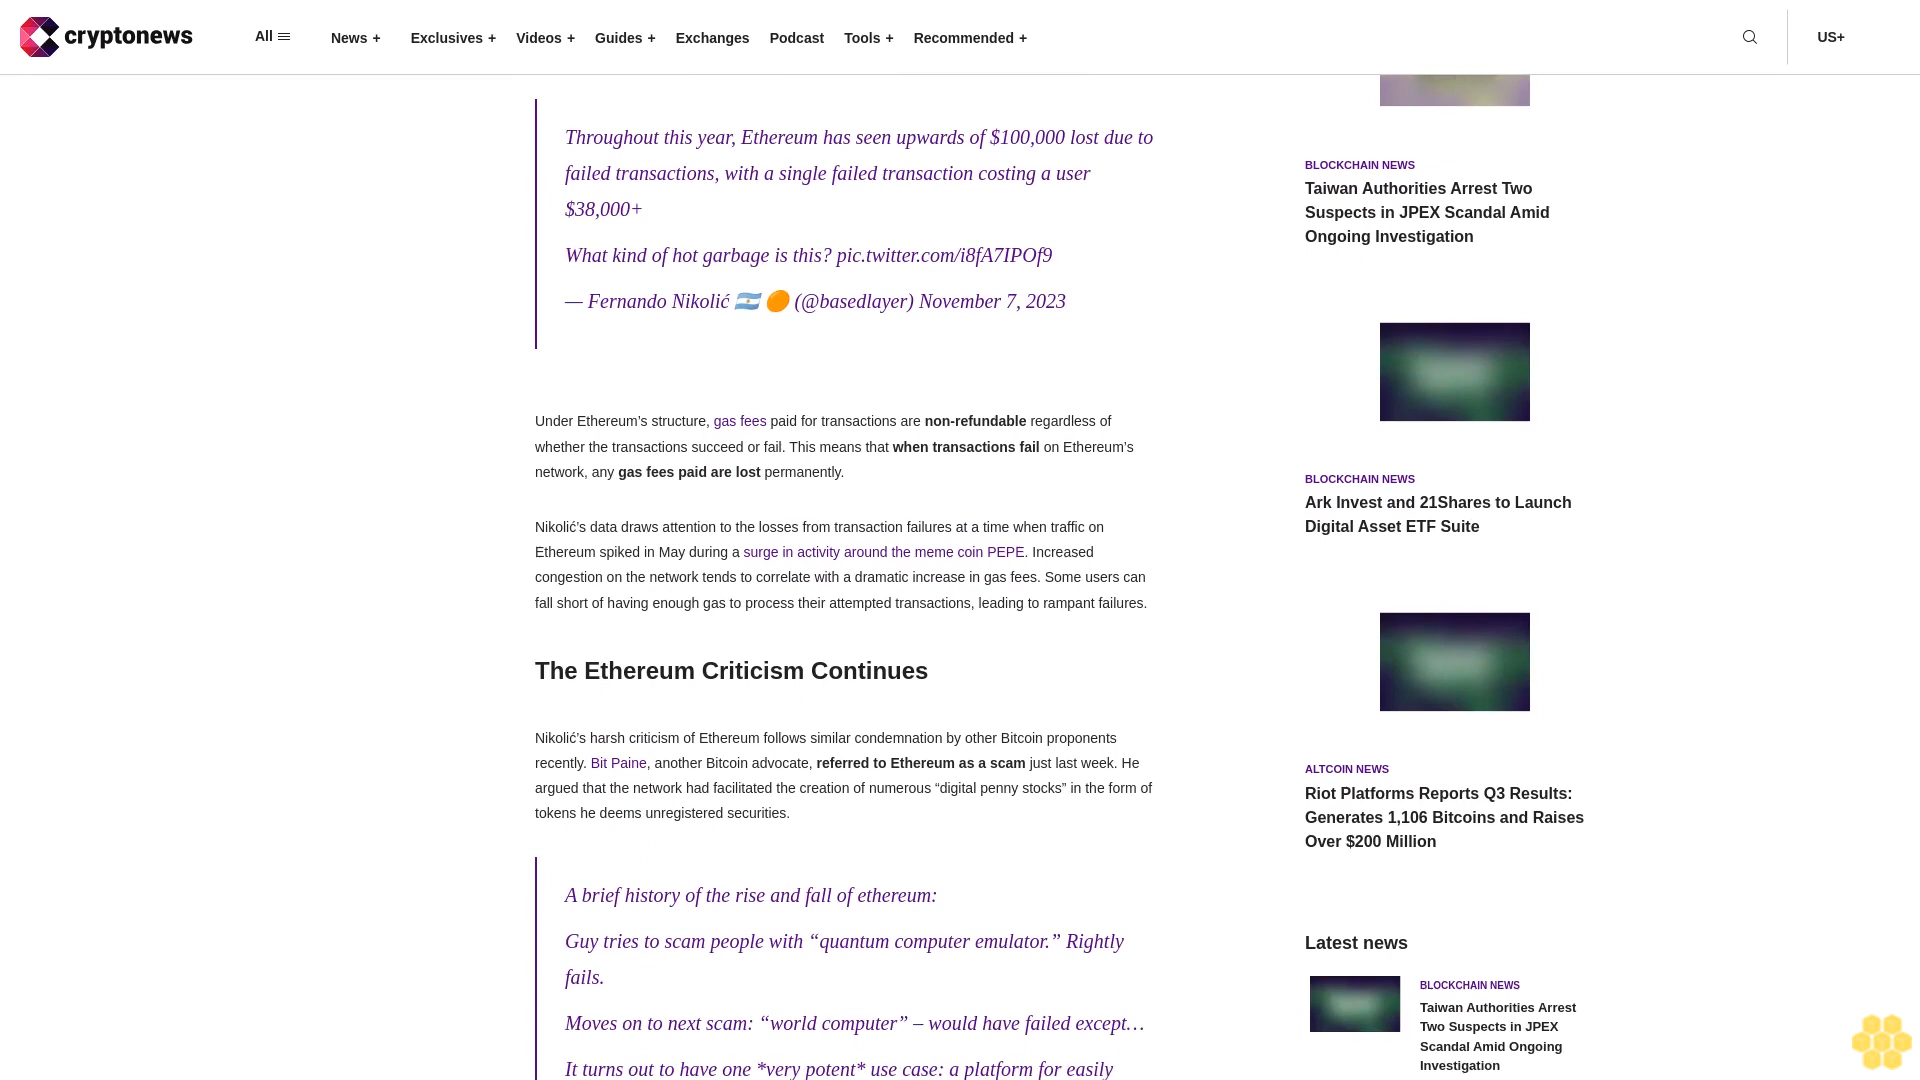 cryptonews
All
News +
Exclusives +
Videos +
Guides +
Exchanges
Podcast
Tools +
Recommended +
US+
Throughout this year, Ethereum has seen upwards of $100,000 lost due to
failed transactions, with a single failed transaction costing a user
$38,000+
What kind of hot garbage is this? pic.twitter.com/i8fA7IPOf9
— Fernando Nikolić 🇦🇷 🟠 (@basedlayer) November 7, 2023
Under Ethereum’s structure, gas fees paid for transactions are non-refundable regardless of
whether the transactions succeed or fail. This means that when transactions fail on Ethereum’s
network, any gas fees paid are lost permanently.
Nikolić’s data draws attention to the losses from transaction failures at a time when traffic on
Ethereum spiked in May during a surge in activity around the meme coin PEPE. Increased
congestion on the network tends to correlate with a dramatic increase in gas fees. Some users can
fall short of having enough gas to process their attempted transactions, leading to rampant failures.
The Ethereum Criticism Continues
Nikolić’s harsh criticism of Ethereum follows similar condemnation by other Bitcoin proponents
recently. Bit Paine, another Bitcoin advocate, referred to Ethereum as a scam just last week. He
argued that the network had facilitated the creation of numerous “digital penny stocks” in the form of
tokens he deems unregistered securities.
A brief history of the rise and fall of ethereum:
Guy tries to scam people with “quantum computer emulator.” Rightly
fails.
Moves on to next scam: “world computer” – would have failed except…
It turns out to have one *very potent* use case: a platform for easily
BLOCKCHAIN NEWS
Taiwan Authorities Arrest Two
Suspects in JPEX Scandal Amid
Ongoing Investigation
BLOCKCHAIN NEWS
Ark Invest and 21Shares to Launch
Digital Asset ETF Suite
ALTCOIN NEWS
Riot Platforms Reports Q3 Results:
Generates 1,106 Bitcoins and Raises
Over $200 Million
Latest news
BLOCKCHAIN NEWS
Taiwan Authorities Arrest
Two Suspects in JPEX
Scandal Amid Ongoing
Investigation